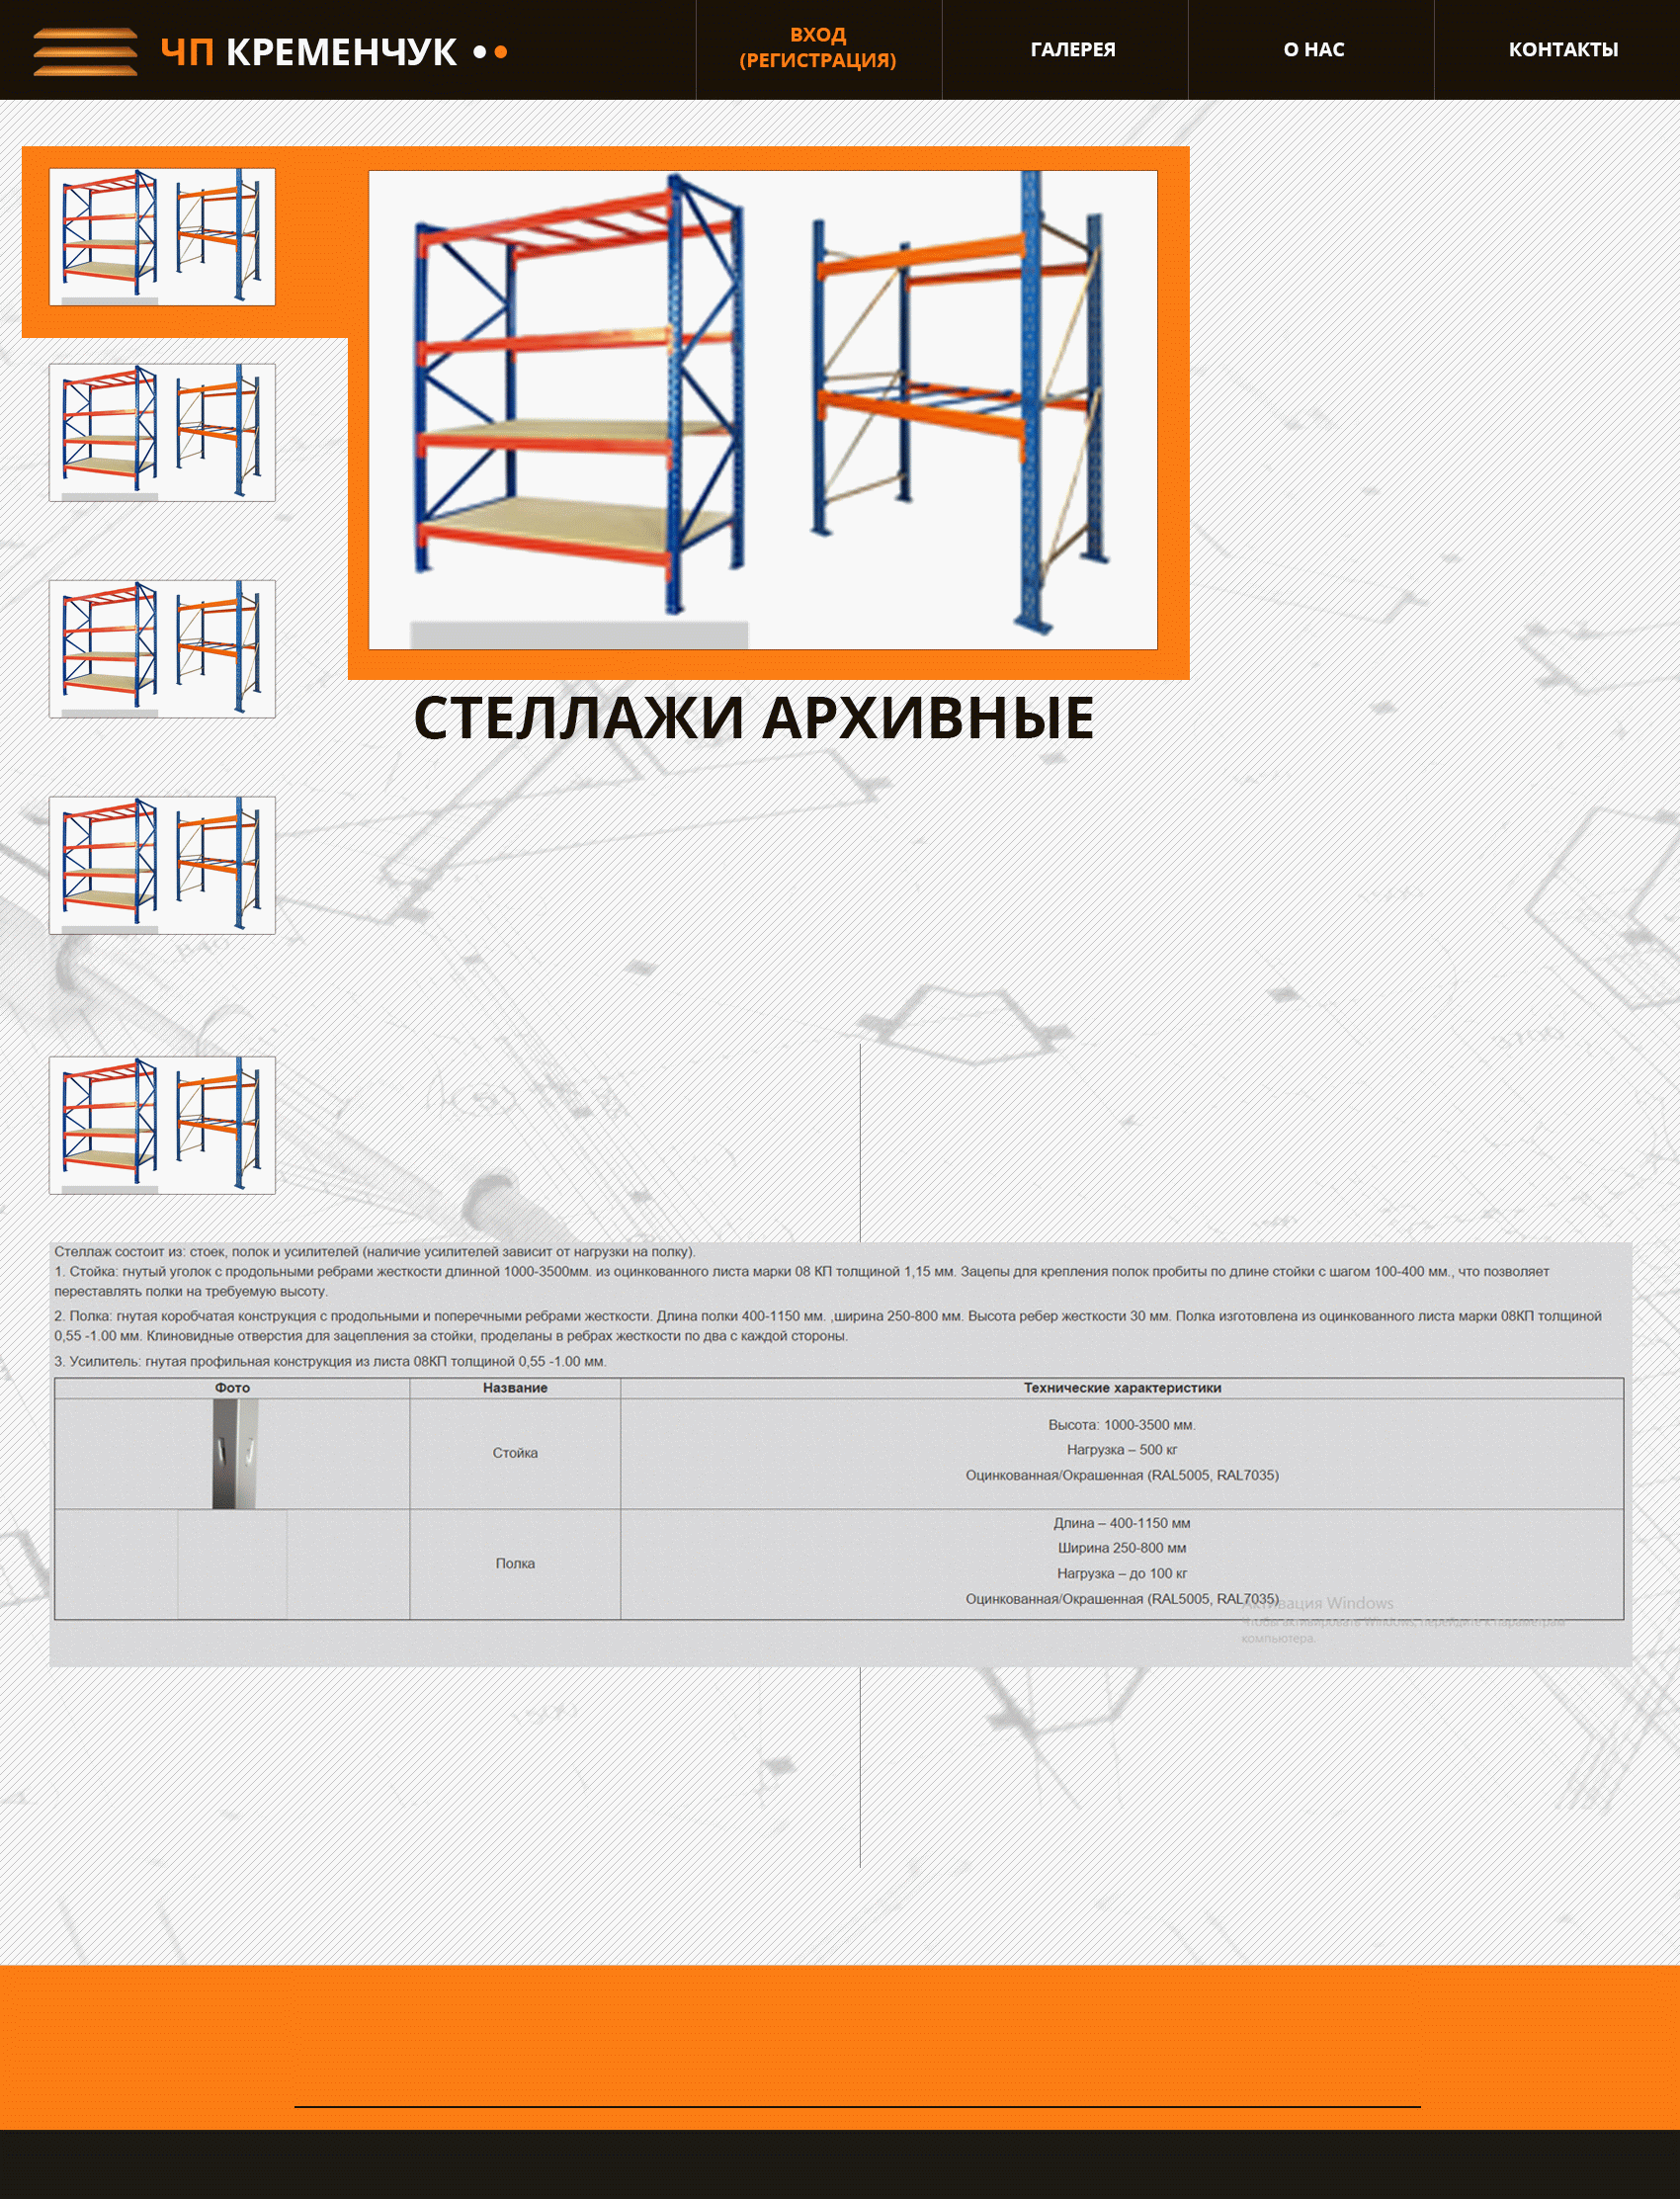 ЧП КРЕМЕНЧУК
ВХОД
(РЕГИСТРАЦИЯ)
ГАЛЕРЕЯ
О НАС
КОНТАКТЫ
СТЕЛЛАЖИ АРХИВНЫЕ
Стеллаж состоит из: стоек, полок и усилителей (наличие усилителей зависит от нагрузки на полку).
1. Стойка: гнутый уголок с продольными ребрами жесткости длинной 1000-3500мм. из оцинкованного листа марки 08 КП толщиной 1,15 мм. Зацепы для крепления полок пробиты по длине стойки с шагом 100-400 мм., что позволяет
переставлять полки на требуемую высоту.
2. Полка: гнутая коробчатая конструкция с продольными и поперечными ребрами жесткости. Длина полки 400-1150 мм. ,ширина 250-800 мм. Высота ребер жесткости 30 мм. Полка изготовлена из оцинкованного листа марки 08КП толщиной
0,55 -1.00 мм. Клиновидные отверстия для зацепления за стойки, проделаны в ребрах жесткости по два с каждой стороны.
3. Усилитель: гнутая профильная конструкция из листа 08КП толщиной 0,55 -1.00 мм.
Фото Название Технические характеристики
Стойка
Высота: 1000-3500 мм.
Нагрузка – 500 кг
Оцинкованная/Окрашенная (RAL5005, RAL7035)
Полка
Длина – 400-1150 мм
Ширина 250-800 мм
Нагрузка – до 100 кг
Оцинкованная/Окрашенная (RAL5005, RAL7035)
Активация Windows
Чтобы активировать Windows, перейдите к параметрам
компьютера.